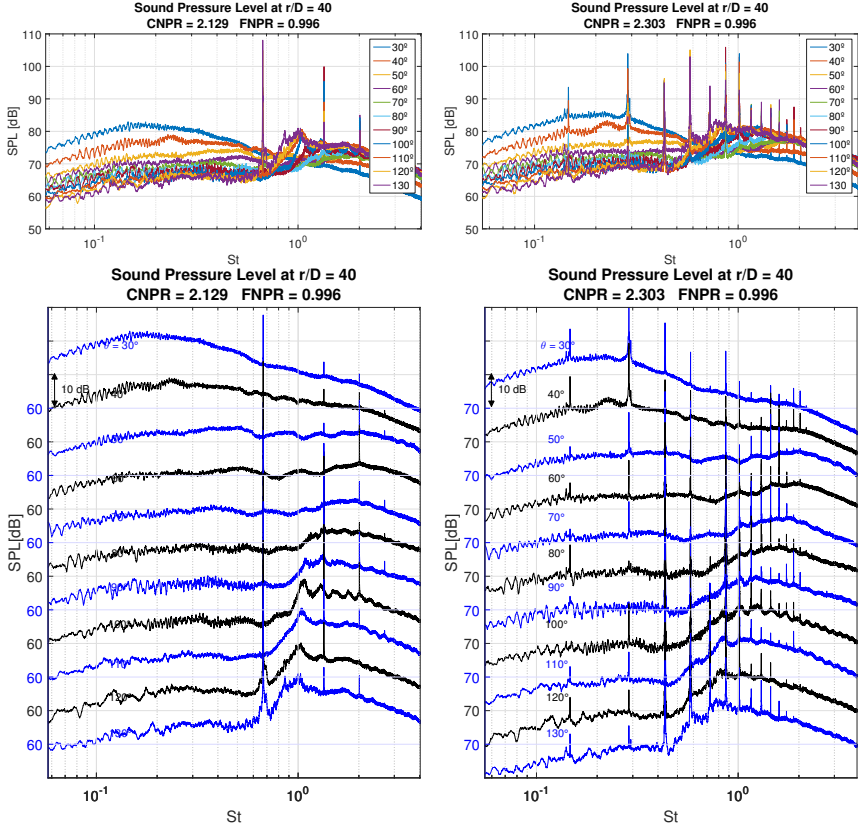 Sound Pressure Level at r/D = 40
CNPR = 2.129 FNPR = 0.996
SPL [dB]
110
100
90
80
70
60
50
10⁻¹
10⁰
St
30º
40º
50º
60º
70º
80º
90º
100º
110º
120º
130
Sound Pressure Level at r/D = 40
CNPR = 2.303 FNPR = 0.996
SPL [dB]
110
100
90
80
70
60
50
10⁻¹
10⁰
St
30º
40º
50º
60º
70º
80º
90º
100º
110º
120º
130
Sound Pressure Level at r/D = 40
CNPR = 2.129 FNPR = 0.996
SPL[dB]
θ = 30°
10 dB
60
60
60
60
60
60
60
60
60
60
60
10⁻¹
10⁰
St
Sound Pressure Level at r/D = 40
CNPR = 2.303 FNPR = 0.996
SPL[dB]
θ = 30°
10 dB
40°
50°
60°
70°
80°
90°
100°
110°
120°
130°
70
70
70
70
70
70
70
70
70
70
70
10⁻¹
10⁰
St